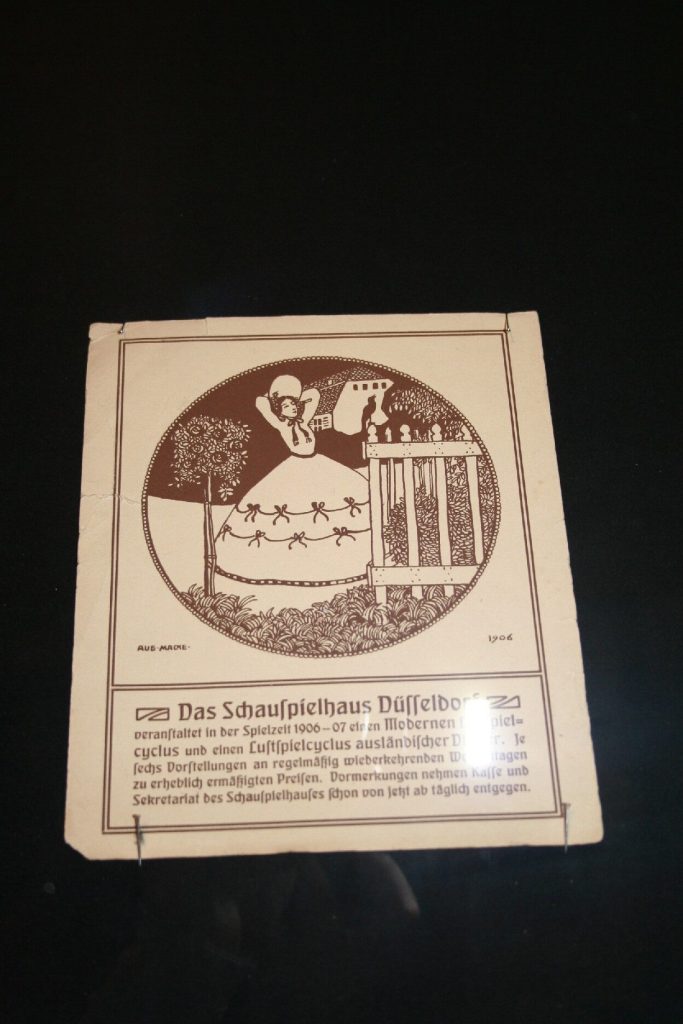 AUG·MACKE·
1906
Das Schauſpielhaus Düſſeldorf
veranſtaltet in der Spielzeit 1906–07 einen Modernen
cyclus und einen Luſtſpielcyclus ausländiſcher Je
ſechs Vorſtellungen an regelmäßig wiederkehrenden
zu erheblich ermäßigten Preiſen. Vormerkungen nehmen Kaſſe und
Sekretariat des Schauſpielhauſes ſchon von jetzt ab täglich entgegen.